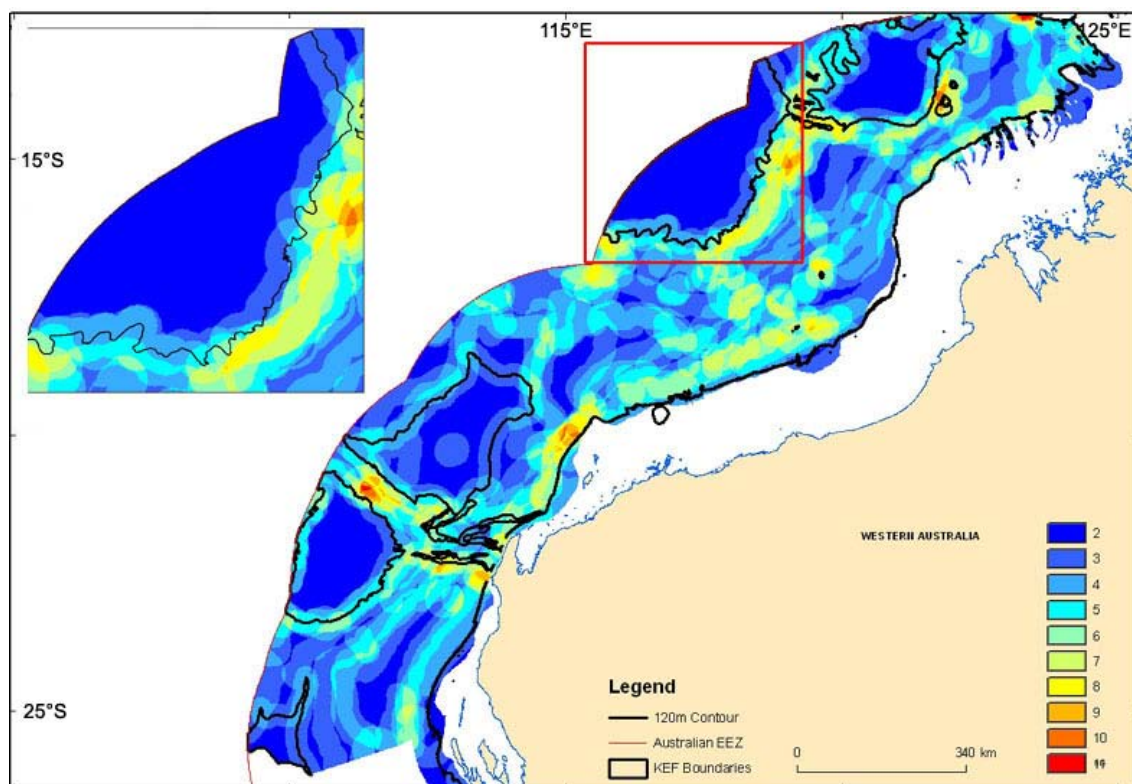 115°E
125°E
15°S
25°S
WESTERN AUSTRALIA
2
3
4
5
6
7
8
9
10
Legend
120m Contour
Australian EEZ
KEF Boundaries
0 340 km